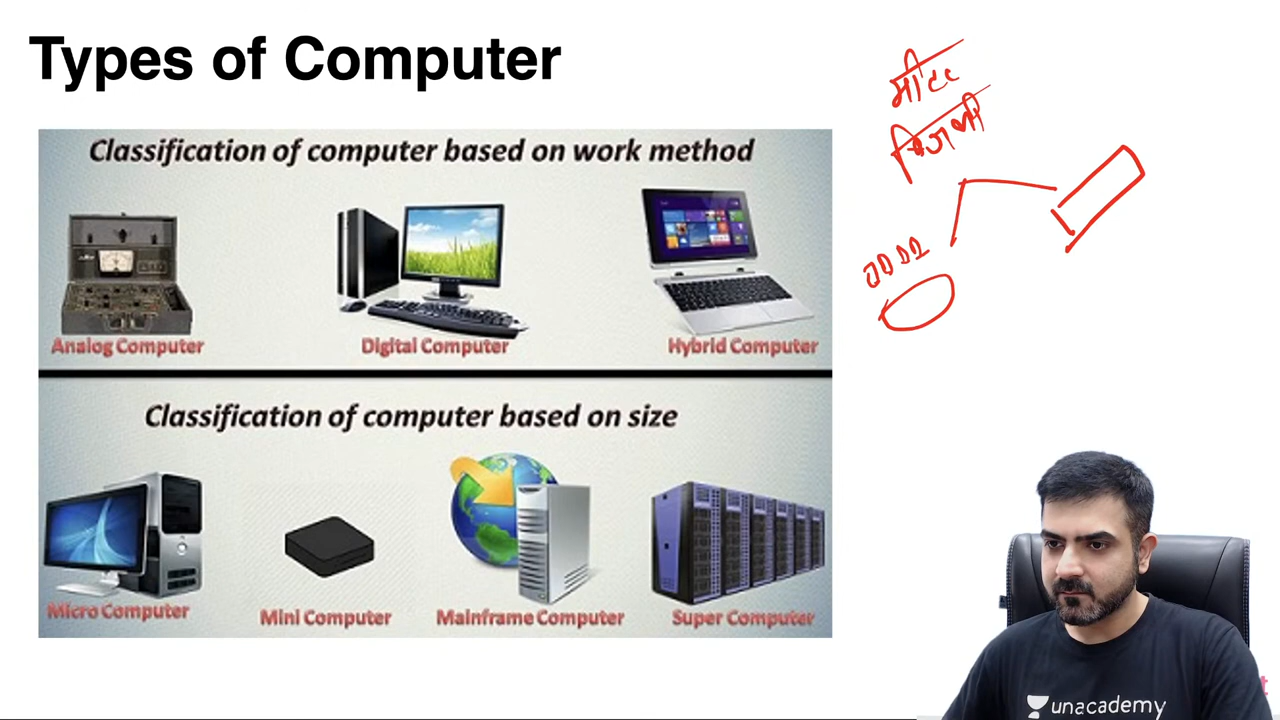 Types of Computer
Classification of computer based on work method
Analog Computer
Digital Computer
Hybrid Computer
Classification of computer based on size
Micro Computer
Mini Computer
Mainframe Computer
Super Computer
मीटर
unacademy